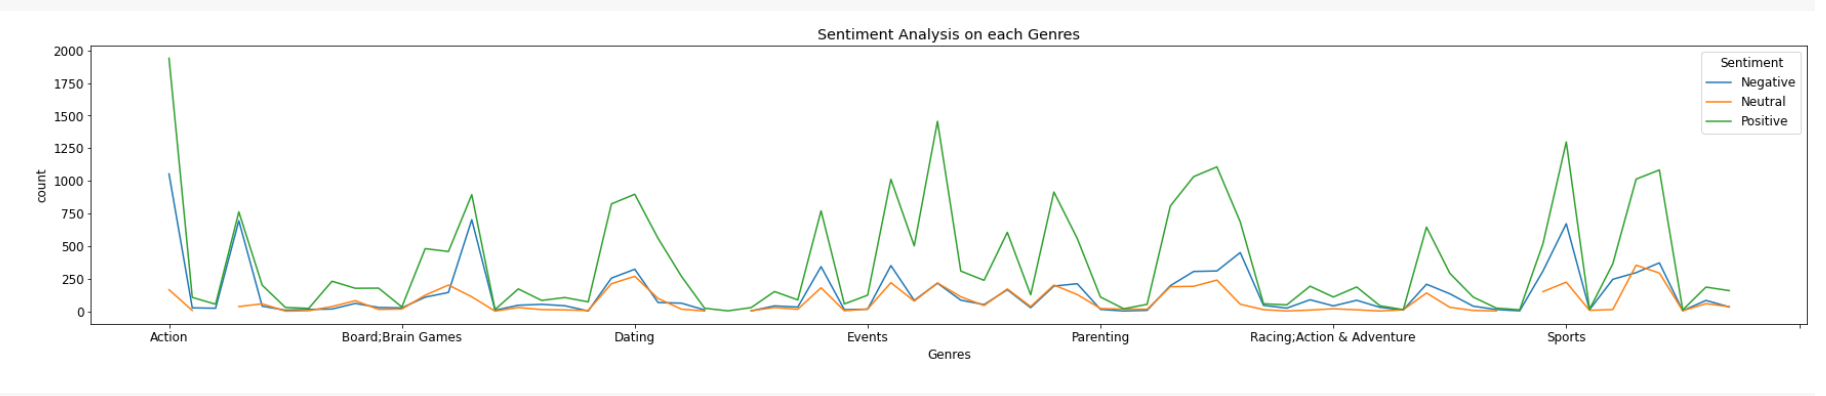 Sentiment Analysis on each Genres
2000
1750
1500
1250
1000
750
500
250
0
count
Sentiment
Negative
Neutral
Positive
Action
Board;Brain Games
Dating
Events
Parenting
Racing;Action & Adventure
Sports
Genres